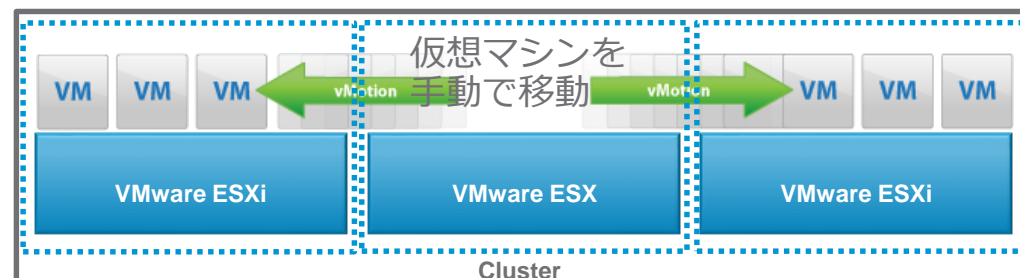 仮想マシンを
手動で移動
VM VM VM vMotion vMotion VM VM VM
VMware ESXi VMware ESX VMware ESXi
Cluster